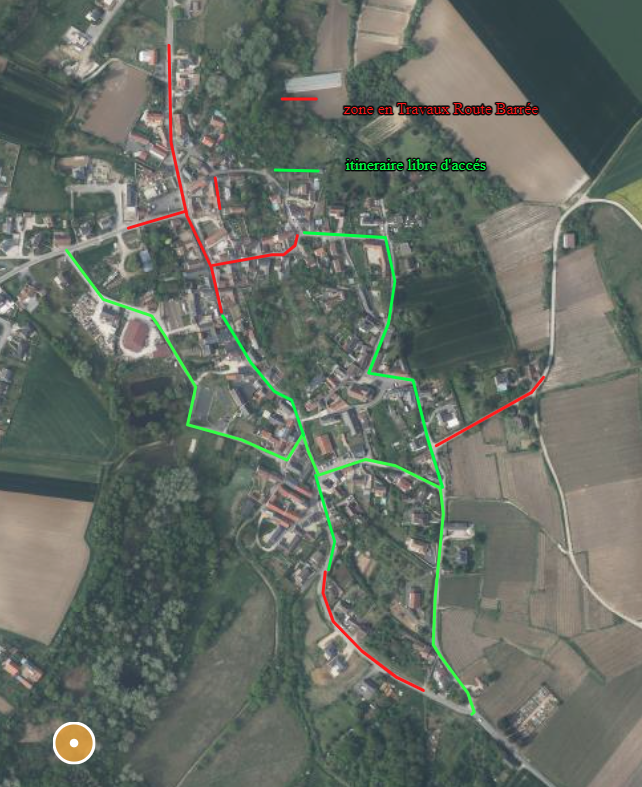 zone en Travaux Route Barrée
itineraire libre d'accés